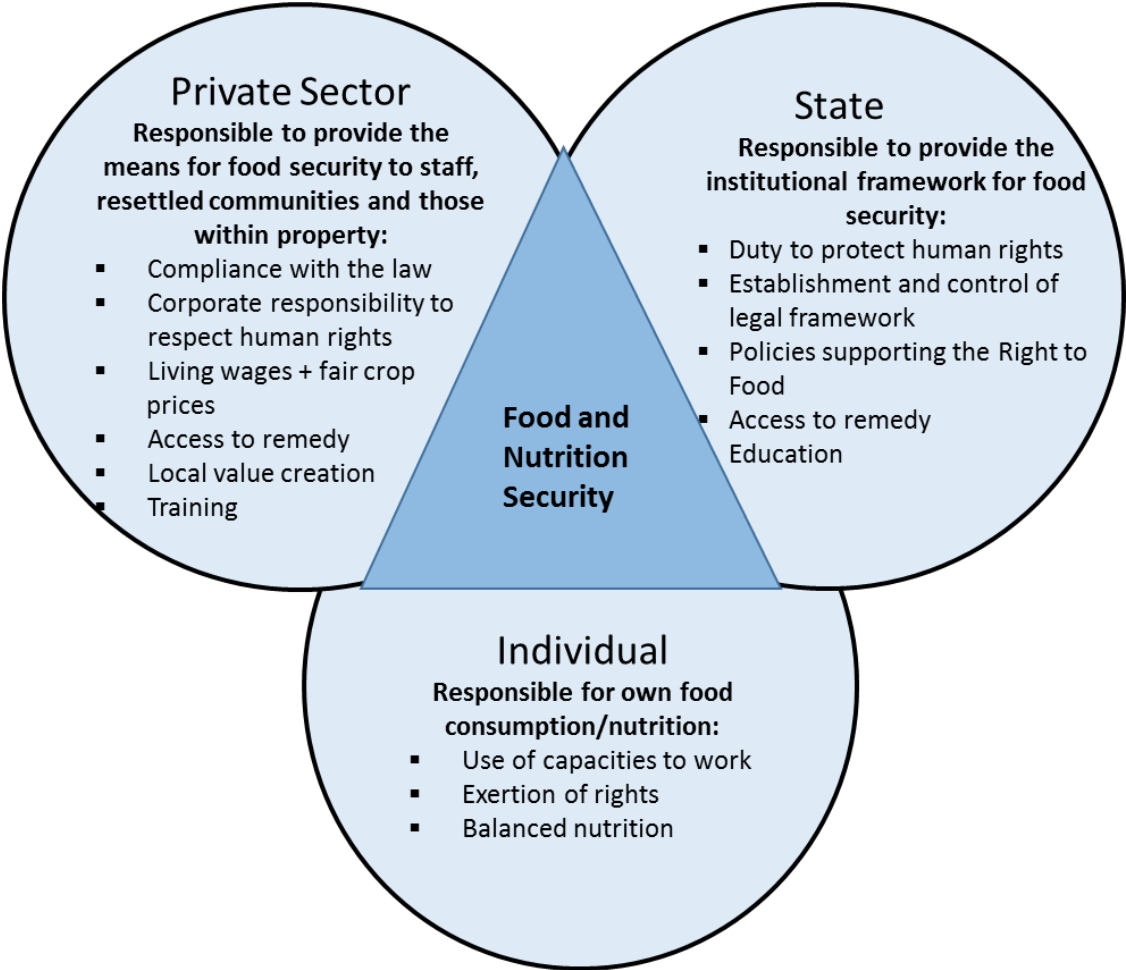 Private Sector
Responsible to provide the
means for food security to staff,
resettled communities and those
within property:
▪ Compliance with the law
▪ Corporate responsibility to
respect human rights
▪ Living wages + fair crop
prices
▪ Access to remedy
▪ Local value creation
▪ Training
State
Responsible to provide the
institutional framework for food
security:
▪ Duty to protect human rights
▪ Establishment and control of
legal framework
▪ Policies supporting the Right to
Food
▪ Access to remedy
Education
Food and
Nutrition
Security
Individual
Responsible for own food
consumption/nutrition:
▪ Use of capacities to work
▪ Exertion of rights
▪ Balanced nutrition